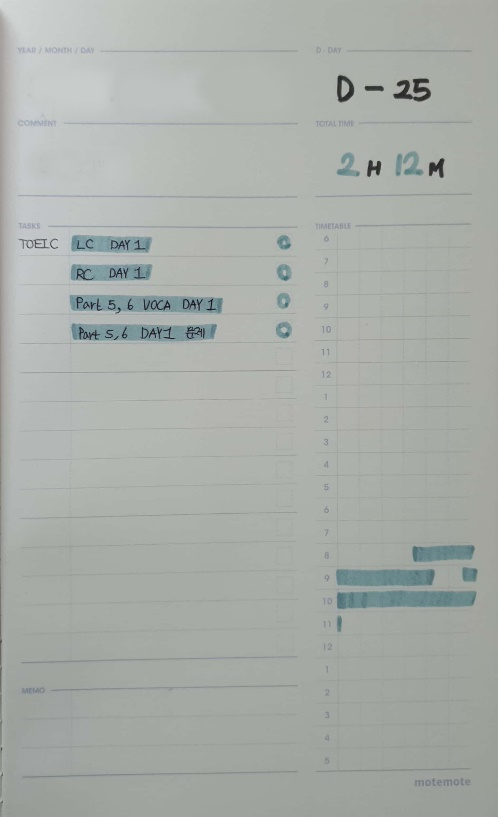 YEAR / MONTH / DAY
D - DAY
D - 25
COMMENT
TOTAL TIME
2 H 12 M
TASKS
TOEIC LC DAY 1
RC DAY 1
Part 5, 6 VOCA DAY 1
Part 5, 6 DAY 1 문제
TIMETABLE
6
7
8
9
10
11
12
1
2
3
4
5
6
7
8
9
10
11
12
1
2
3
4
5
MEMO
motemote